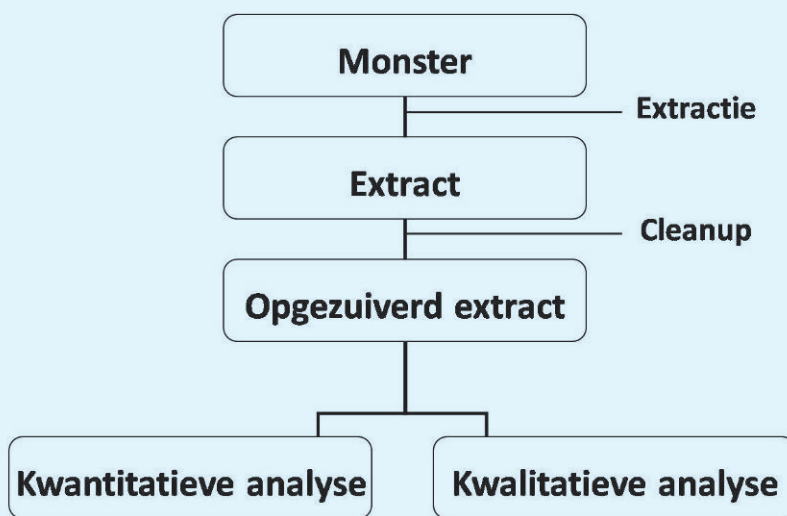 Monster
Extractie
Extract
Cleanup
Opgezuiverd extract
Kwantitatieve analyse
Kwalitatieve analyse